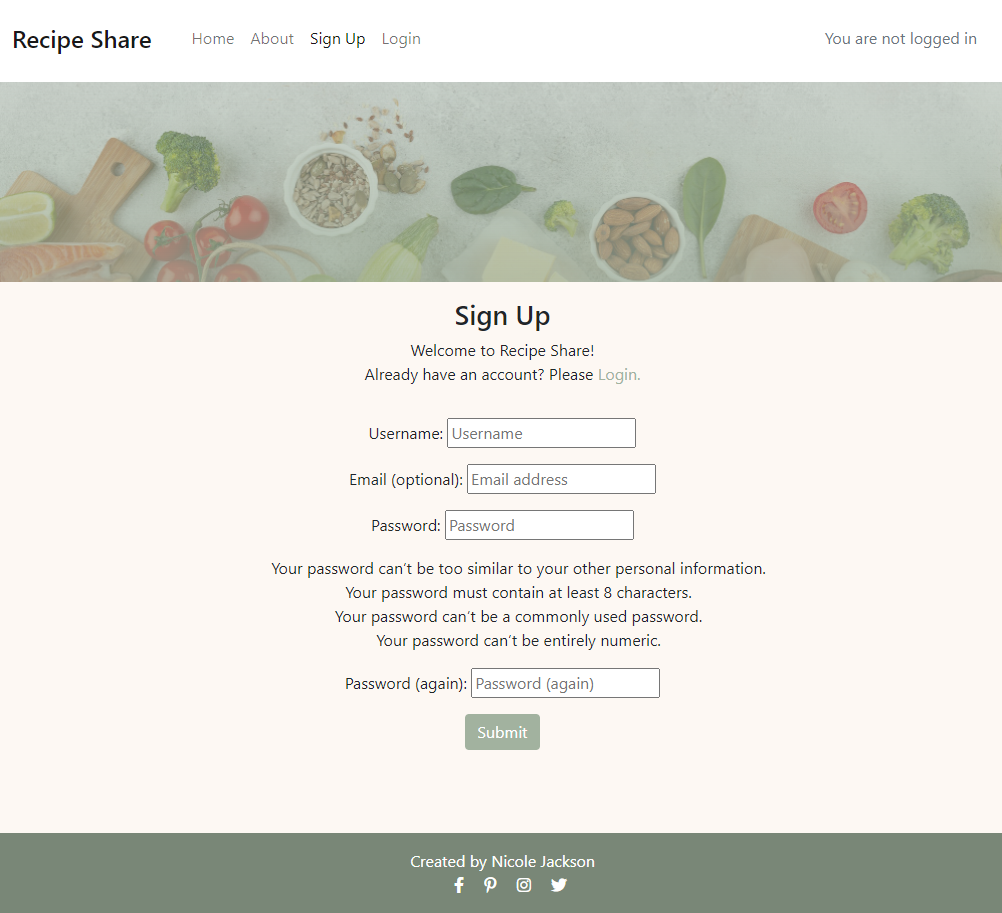 Recipe Share Home About Sign Up Login You are not logged in
Sign Up
Welcome to Recipe Share!
Already have an account? Please Login.
Username: Username
Email (optional): Email address
Password: Password
Your password can't be too similar to your other personal information.
Your password must contain at least 8 characters.
Your password can't be a commonly used password.
Your password can't be entirely numeric.
Password (again): Password (again)
Submit
Created by Nicole Jackson